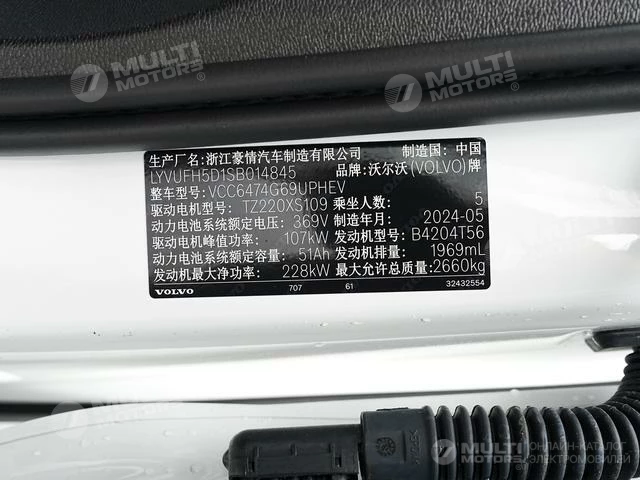 MULTI MOTORS
MULTI MOTORS
生产厂名:浙江豪情汽车制造有限公司 制造国: 中国
LYVUFH5D1SB014845 品牌:沃尔沃(VOLVO)牌
整车型号: VCC6474G69UPHEV
驱动电机型号: TZ220XS109 乘坐人数: 5
动力电池系统额定电压: 369V 制造年月: 2024-05
驱动电机峰值功率: 107kW 发动机型号: B4204T56
动力电池系统额定容量: 51Ah 发动机排量: 1969mL
发动机最大净功率: 228kW 最大允许总质量: 2660kg
VOLVO 707 61 32432554
MULTI MOTORS
MULTI MOTORS
ОНЛАЙН-КАТАЛОГ
ЭЛЕКТРОМОБИЛЕЙ